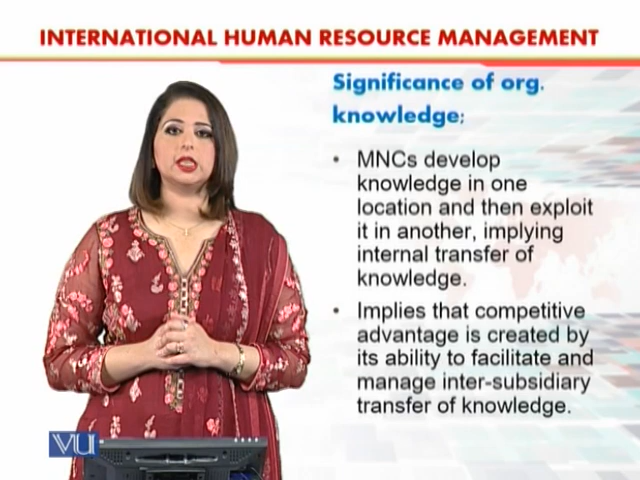 INTERNATIONAL HUMAN RESOURCE MANAGEMENT
Significance of org.
knowledge;
• MNCs develop
knowledge in one
location and then exploit
it in another, implying
internal transfer of
knowledge.
• Implies that competitive
advantage is created by
its ability to facilitate and
manage inter-subsidiary
transfer of knowledge.
VU